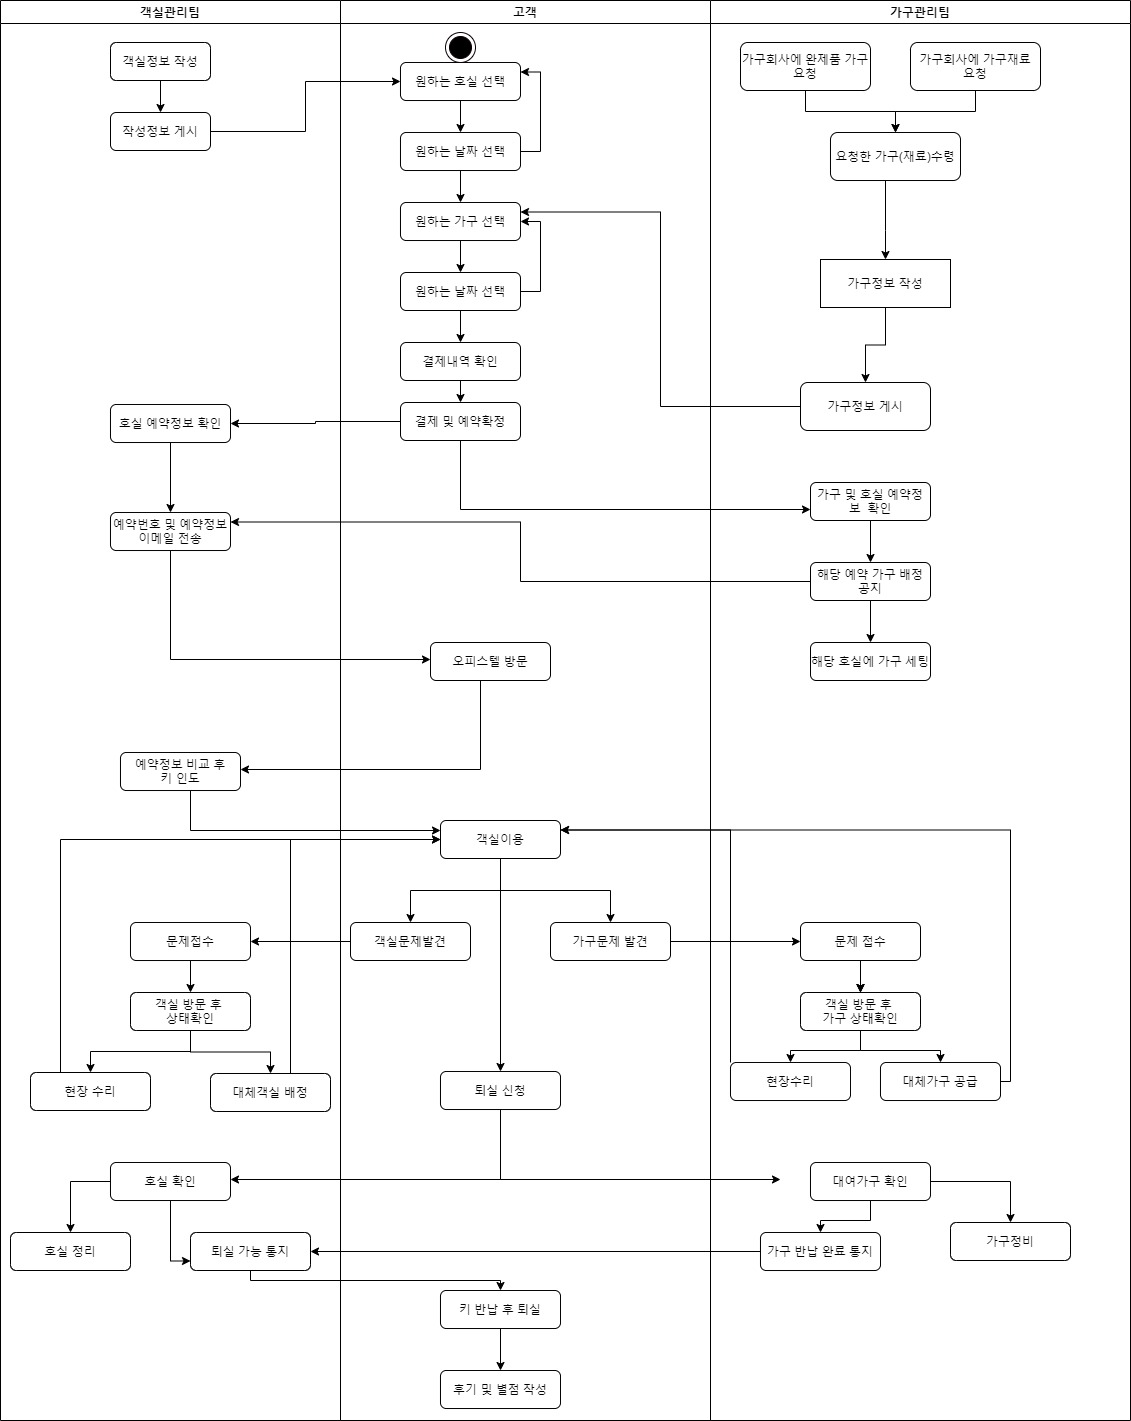 객실관리팀
고객
가구관리팀
객실정보 작성
작성정보 게시
원하는 호실 선택
원하는 날짜 선택
원하는 가구 선택
원하는 날짜 선택
결제내역 확인
결제 및 예약확정
가구회사에 완제품 가구
요청
가구회사에 가구재료
요청
요청한 가구(재료)수령
가구정보 작성
가구정보 게시
호실 예약정보 확인
예약번호 및 예약정보
이메일 전송
가구 및 호실 예약정
보 확인
해당 예약 가구 배정
공지
해당 호실에 가구 세팅
오피스텔 방문
예약정보 비교 후
키 인도
객실이용
문제접수
객실문제발견
가구문제 발견
문제 접수
객실 방문 후
상태확인
객실 방문 후
가구 상태확인
현장 수리
대체객실 배정
퇴실 신청
현장수리
대체가구 공급
호실 확인
대여가구 확인
호실 정리
퇴실 가능 통지
가구 반납 완료 통지
가구정비
키 반납 후 퇴실
후기 및 별점 작성